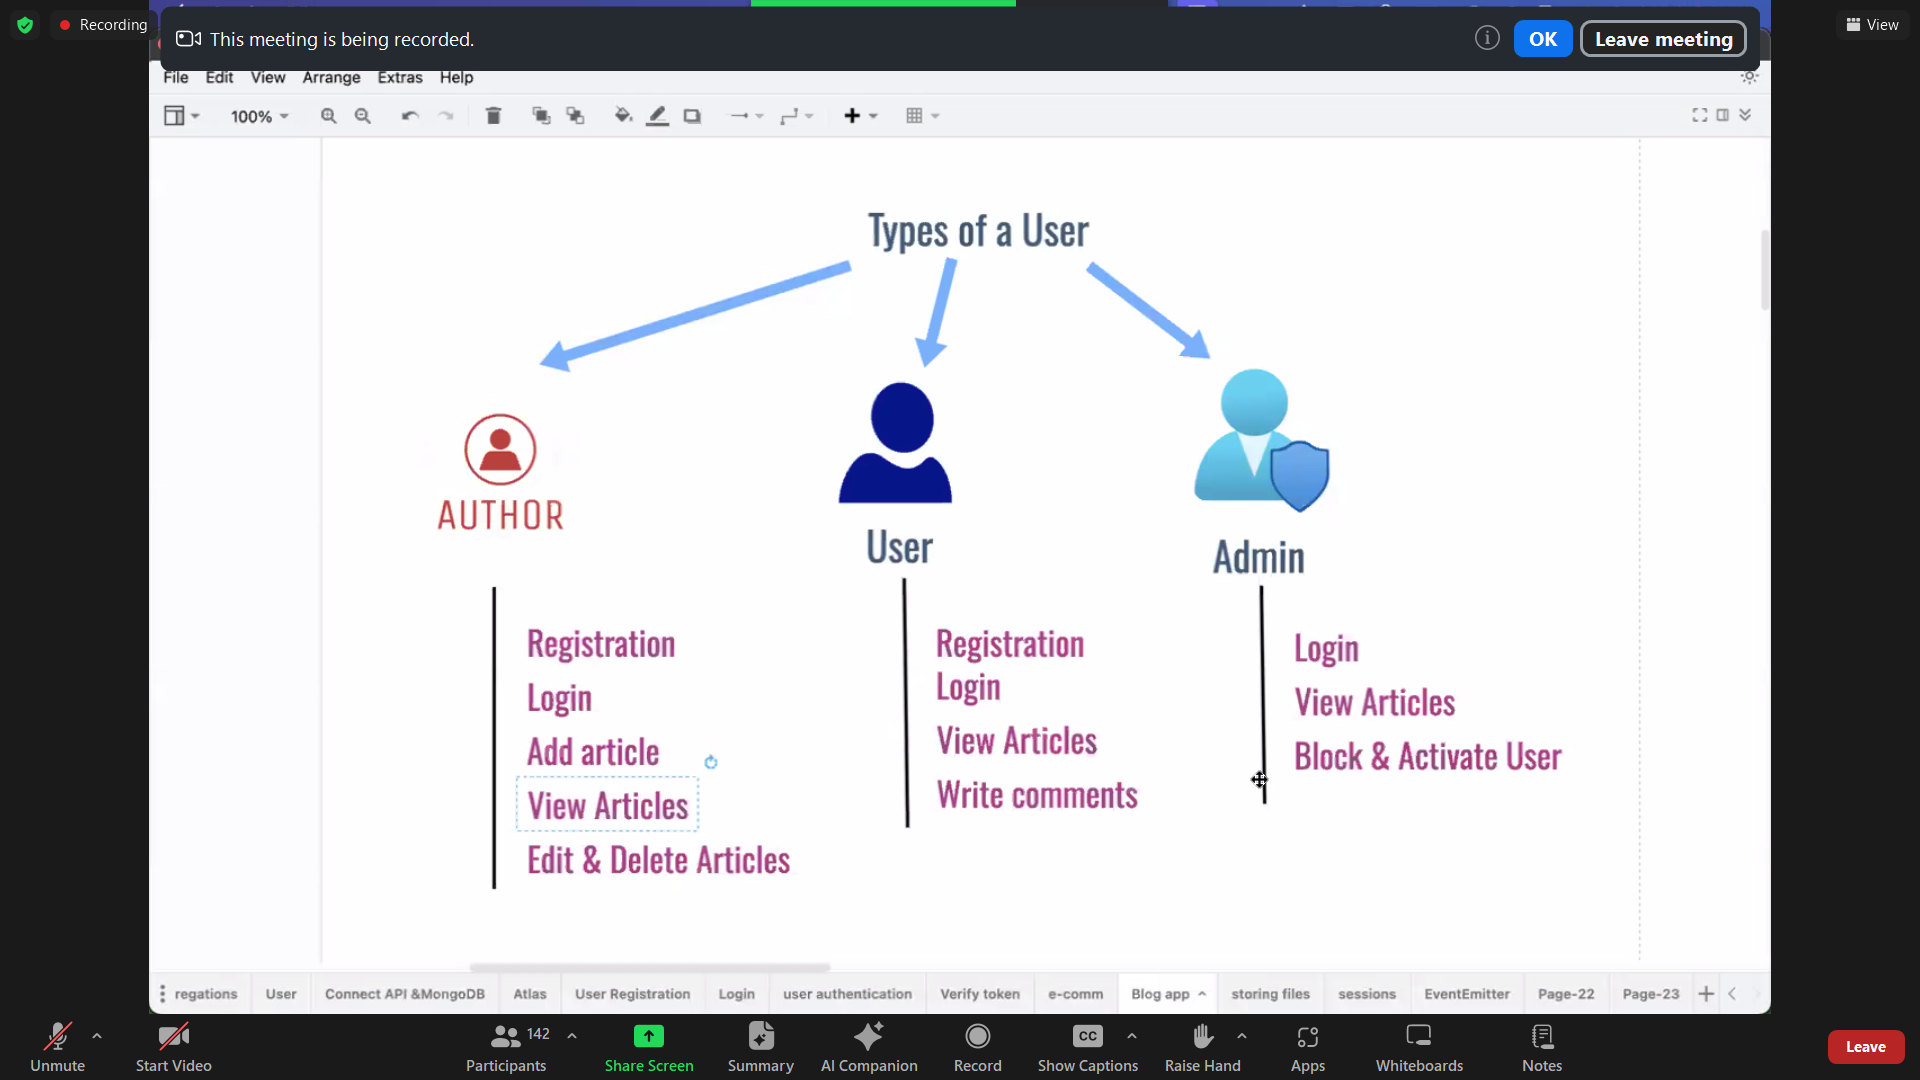 Recording
This meeting is being recorded.
OK
Leave meeting
View
File Edit View Arrange Extras Help
100%
Types of a User
AUTHOR
User
Admin
Registration
Login
Add article
View Articles
Edit & Delete Articles
Registration
Login
View Articles
Write comments
Login
View Articles
Block & Activate User
regations User Connect API &MongoDB Atlas User Registration Login user authentication Verify token e-comm Blog app storing files sessions EventEmitter Page-22 Page-23
142
CC
Unmute Start Video Participants Share Screen Summary AI Companion Record Show Captions Raise Hand Apps Whiteboards Notes Leave